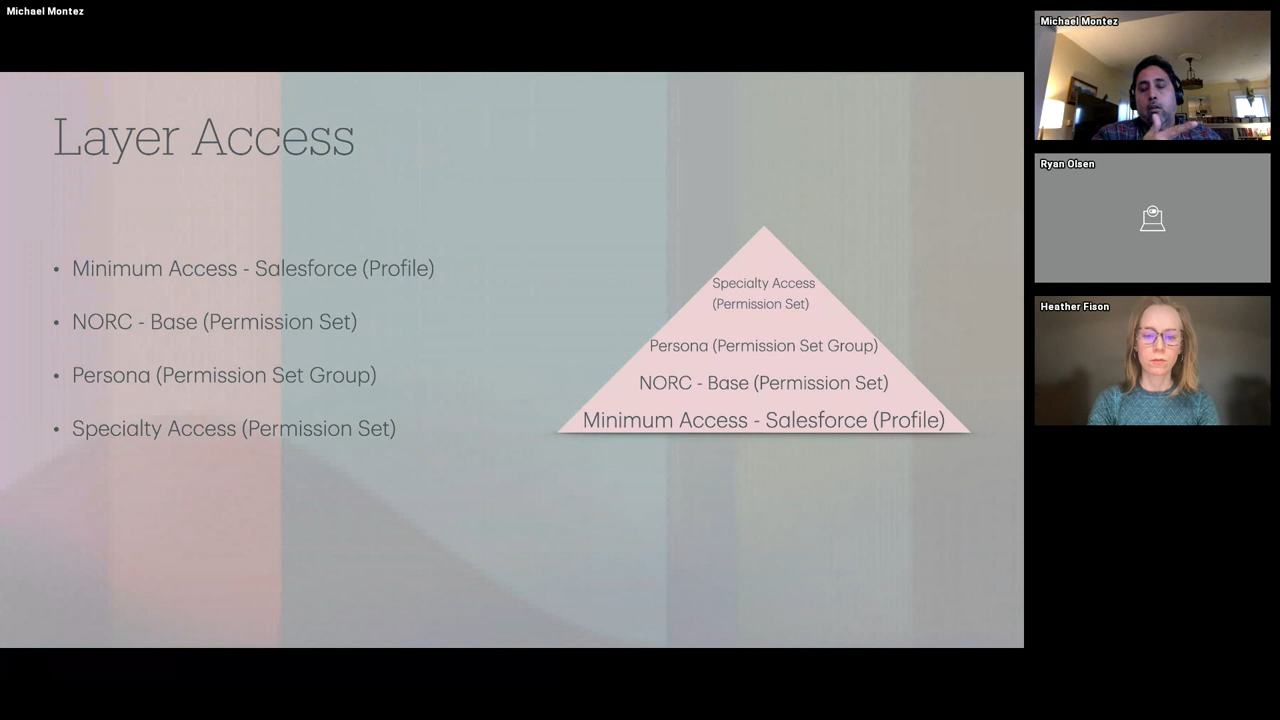 Michael Montez
Layer Access
• Minimum Access - Salesforce (Profile)
• NORC - Base (Permission Set)
• Persona (Permission Set Group)
• Specialty Access (Permission Set)
Specialty Access
(Permission Set)
Persona (Permission Set Group)
NORC - Base (Permission Set)
Minimum Access - Salesforce (Profile)
Michael Montez
Ryan Olsen
Heather Fison